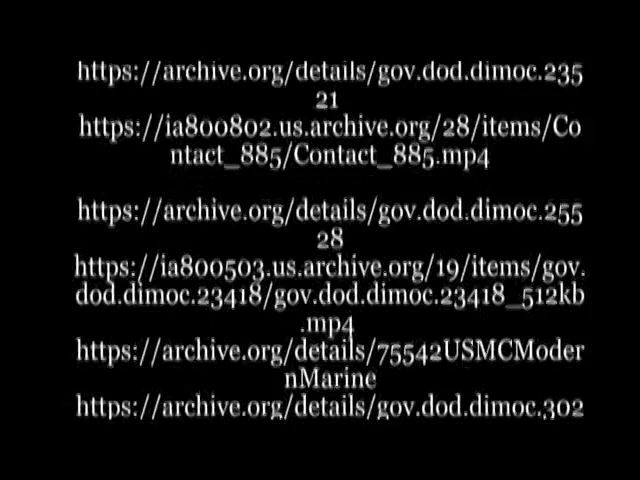 https://archive.org/details/gov.dod.dimoc.235
21
https://ia800802.us.archive.org/28/items/Co
ntact_885/Contact_885.mp4
https://archive.org/details/gov.dod.dimoc.255
28
https://ia800503.us.archive.org/19/items/gov.
dod.dimoc.23418/gov.dod.dimoc.23418_512kb
.mp4
https://archive.org/details/75542USMCModer
nMarine
https://archive.org/details/gov.dod.dimoc.302